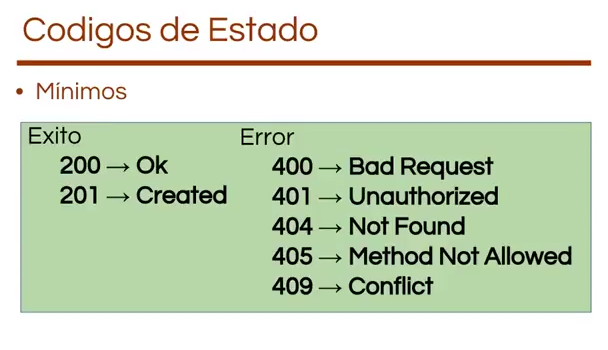 Codigos de Estado
• Mínimos
Exito
200 → Ok
201 → Created
Error
400 → Bad Request
401 → Unauthorized
404 → Not Found
405 → Method Not Allowed
409 → Conflict